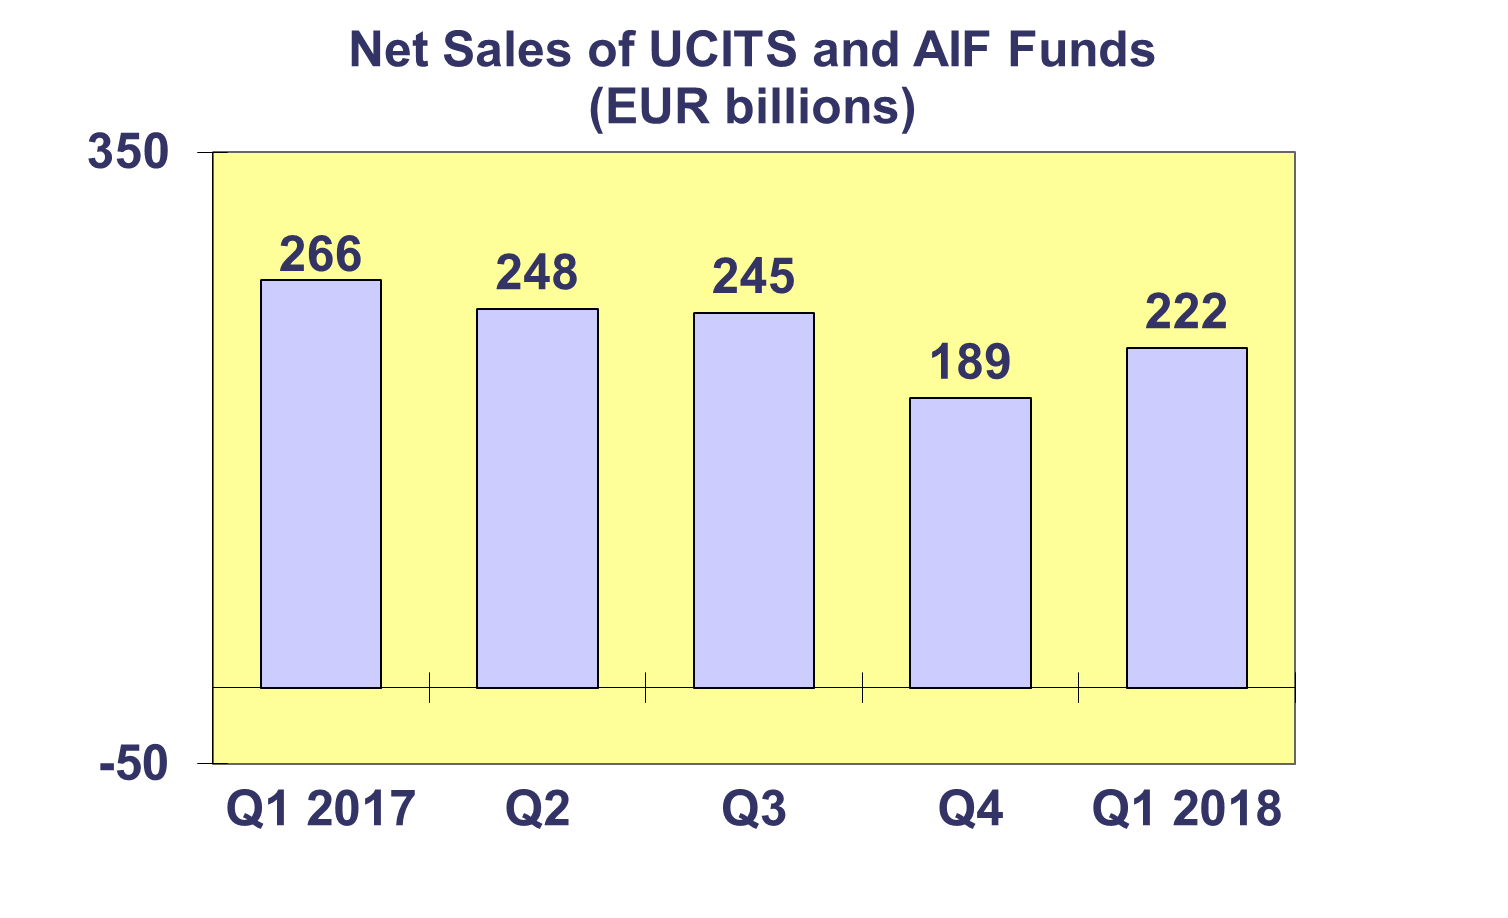 Net Sales of UCITS and AIF Funds
(EUR billions)
350
266
248
245
189
222
-50
Q1 2017
Q2
Q3
Q4
Q1 2018